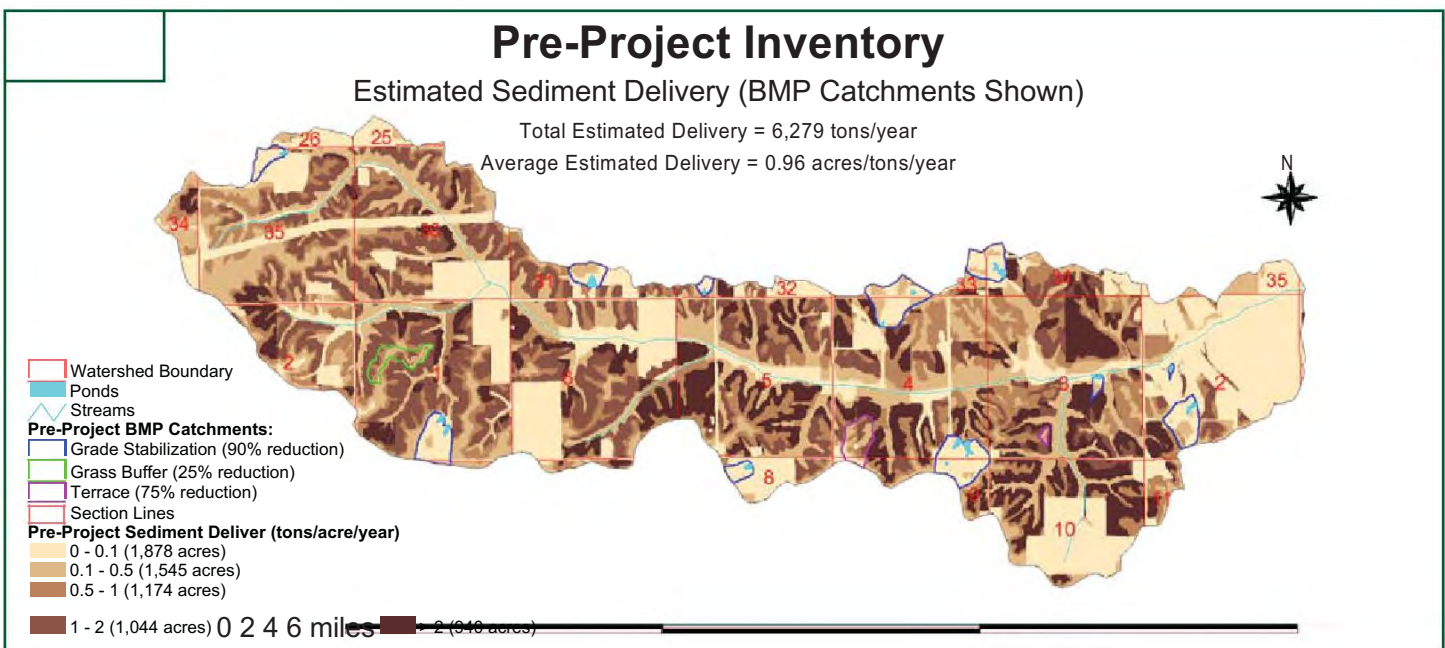 Pre-Project Inventory
Estimated Sediment Delivery (BMP Catchments Shown)
Total Estimated Delivery = 6,279 tons/year
Average Estimated Delivery = 0.96 acres/tons/year
N
26
25
34
35
36
31
32
33
34
35
2
1
6
5
4
3
2
8
9
10
11
Watershed Boundary
Ponds
Streams
Pre-Project BMP Catchments:
Grade Stabilization (90% reduction)
Grass Buffer (25% reduction)
Terrace (75% reduction)
Section Lines
Pre-Project Sediment Deliver (tons/acre/year)
0 - 0.1 (1,878 acres)
0.1 - 0.5 (1,545 acres)
0.5 - 1 (1,174 acres)
1 - 2 (1,044 acres) 0 2 4 6 miles > 2 (940 acres)